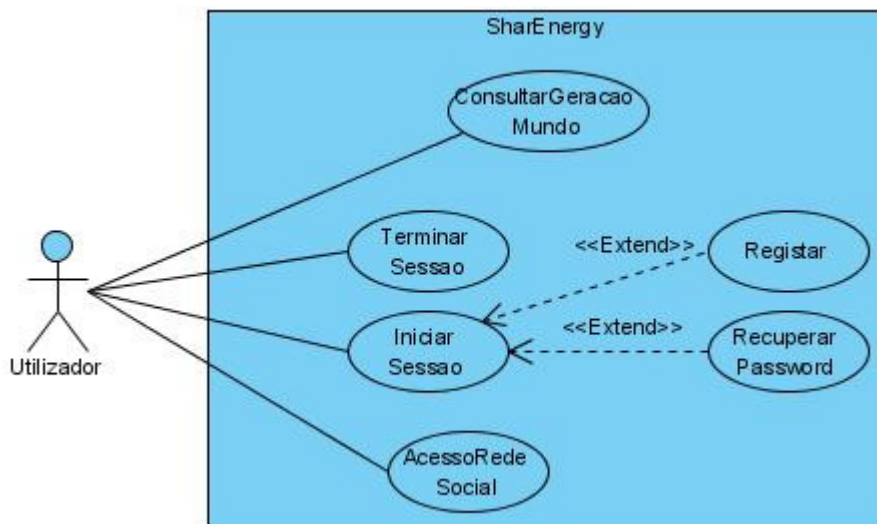 SharEnergy
ConsultarGeracao
Mundo
Terminar
Sessao
<<Extend>>
Registar
Iniciar
Sessao
<<Extend>>
Recuperar
Password
Utilizador
AcessoRede
Social